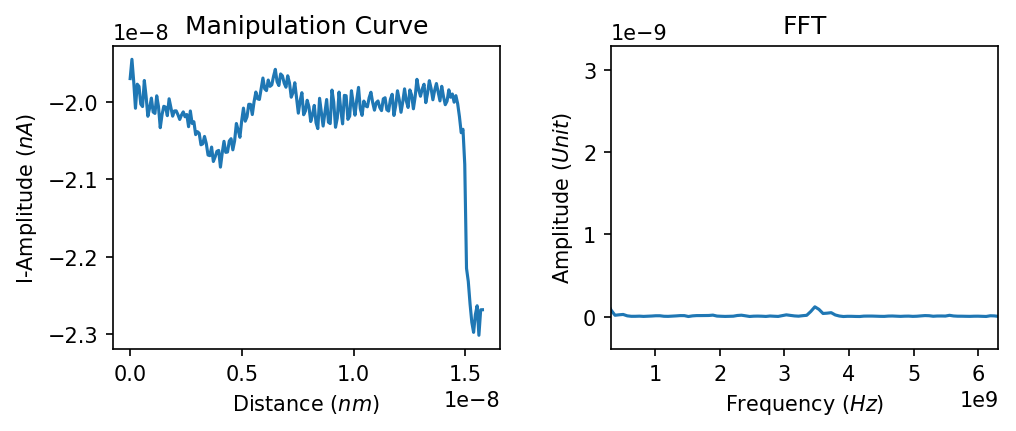 Manipulation Curve
1e−8
I-Amplitude (nA)
−2.0
−2.1
−2.2
−2.3
0.0 0.5 1.0 1.5
1e−8
Distance (nm)
FFT
1e−9
Amplitude (Unit)
3
2
1
0
1 2 3 4 5 6
1e9
Frequency (Hz)